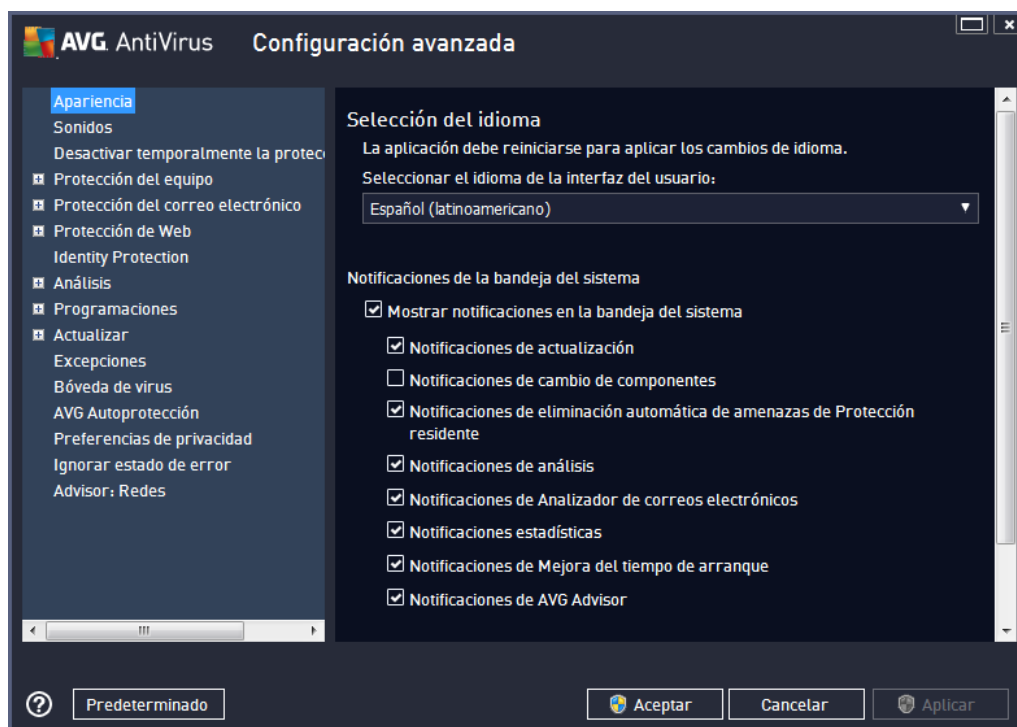 AVG. AntiVirus Configuración avanzada
Apariencia
Sonidos
Desactivar temporalmente la protec
Protección del equipo
Protección del correo electrónico
Protección de Web
Identity Protection
Análisis
Programaciones
Actualizar
Excepciones
Bóveda de virus
AVG Autoprotección
Preferencias de privacidad
Ignorar estado de error
Advisor: Redes
Selección del idioma
La aplicación debe reiniciarse para aplicar los cambios de idioma.
Seleccionar el idioma de la interfaz del usuario:
Español (latinoamericano)
Notificaciones de la bandeja del sistema
Mostrar notificaciones en la bandeja del sistema
Notificaciones de actualización
Notificaciones de cambio de componentes
Notificaciones de eliminación automática de amenazas de Protección
residente
Notificaciones de análisis
Notificaciones de Analizador de correos electrónicos
Notificaciones estadísticas
Notificaciones de Mejora del tiempo de arranque
Notificaciones de AVG Advisor
? Predeterminado Aceptar Cancelar Aplicar